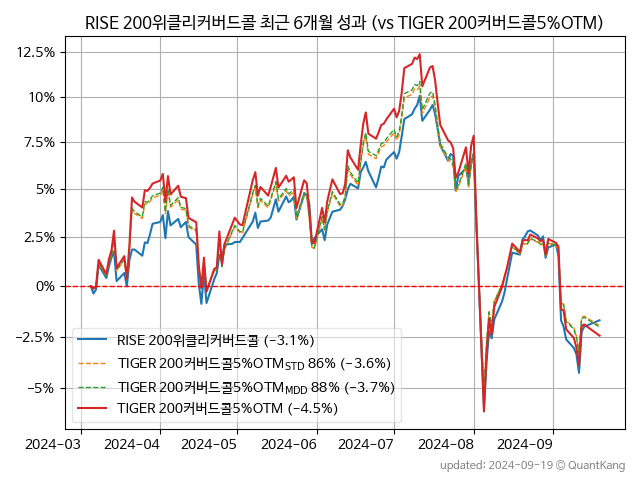 RISE 200위클리커버드콜 최근 6개월 성과 (vs TIGER 200커버드콜5%OTM)
12.5%
10%
7.5%
5%
2.5%
0%
−2.5%
−5%
RISE 200위클리커버드콜 (−3.1%)
TIGER 200커버드콜5%OTM STD 86% (−3.6%)
TIGER 200커버드콜5%OTM MDD 88% (−3.7%)
TIGER 200커버드콜5%OTM (−4.5%)
2024-03 2024-04 2024-05 2024-06 2024-07 2024-08 2024-09
updated: 2024-09-19 ⓒ QuantKang